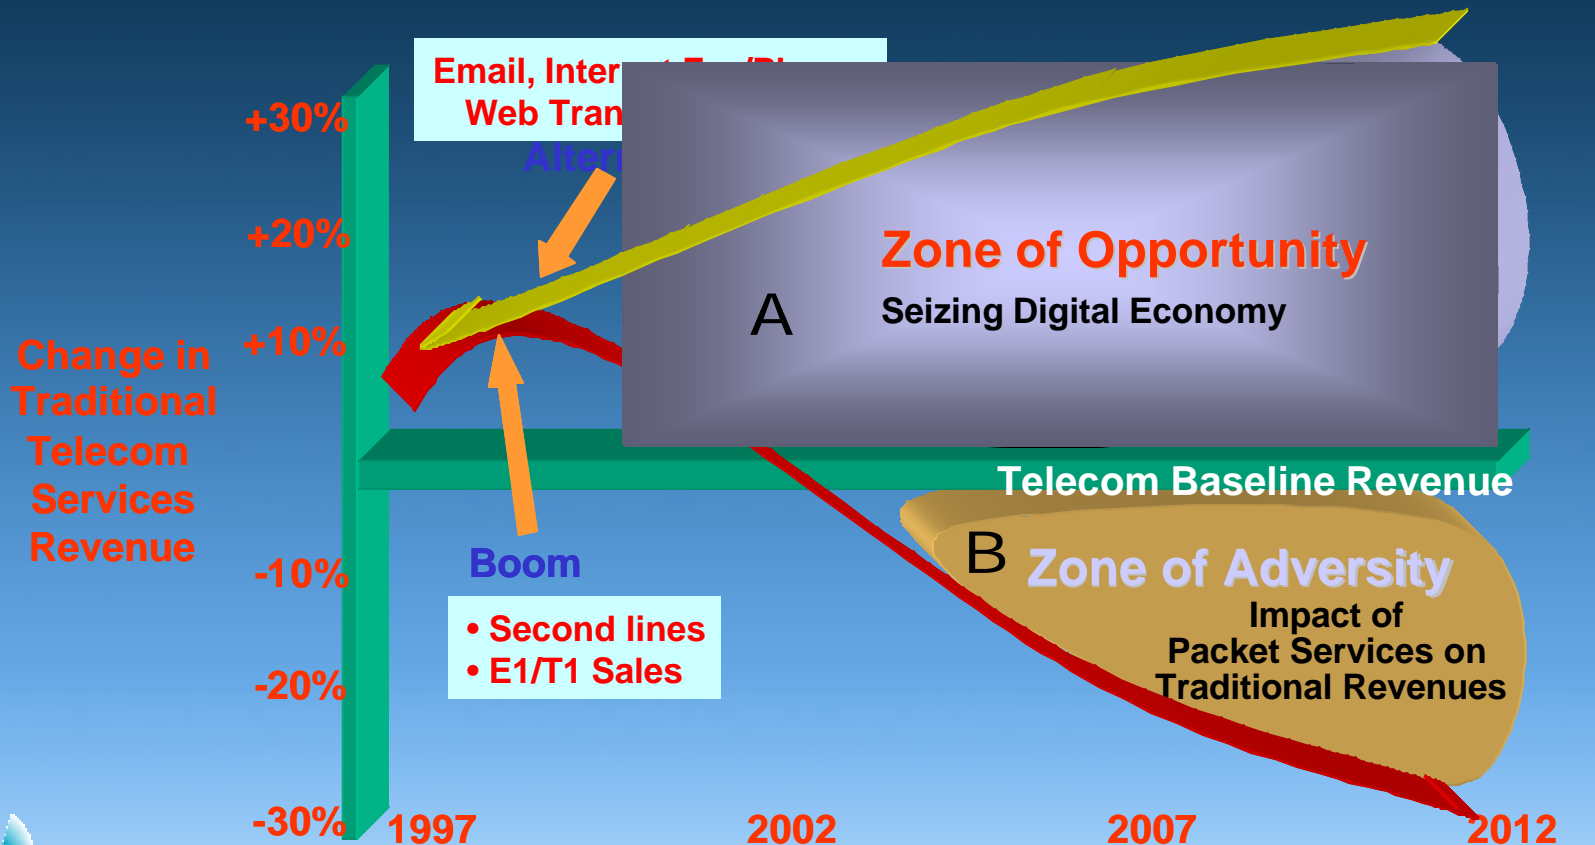 Email, Inter
Web Tran
+30%
+20%
Zone of Opportunity
A
Seizing Digital Economy
+10%
Change in
Traditional
Telecom
Services
Revenue
Telecom Baseline Revenue
B
Zone of Adversity
-10%
Boom
Impact of
Packet Services on
Traditional Revenues
• Second lines
• E1/T1 Sales
-20%
-30%
1997
2002
2007
2012